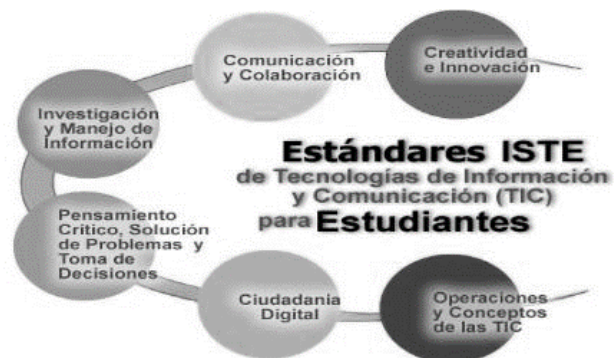 Comunicación
y Colaboración
Creatividad
e Innovación
Investigación
y Manejo de
Información
Estándares ISTE
de Tecnologías de Información
y Comunicación (TIC)
para Estudiantes
Pensamiento
Crítico, Solución
de Problemas y
Toma de
Decisiones
Ciudadania
Digital
Operaciones
y Conceptos
de las TIC